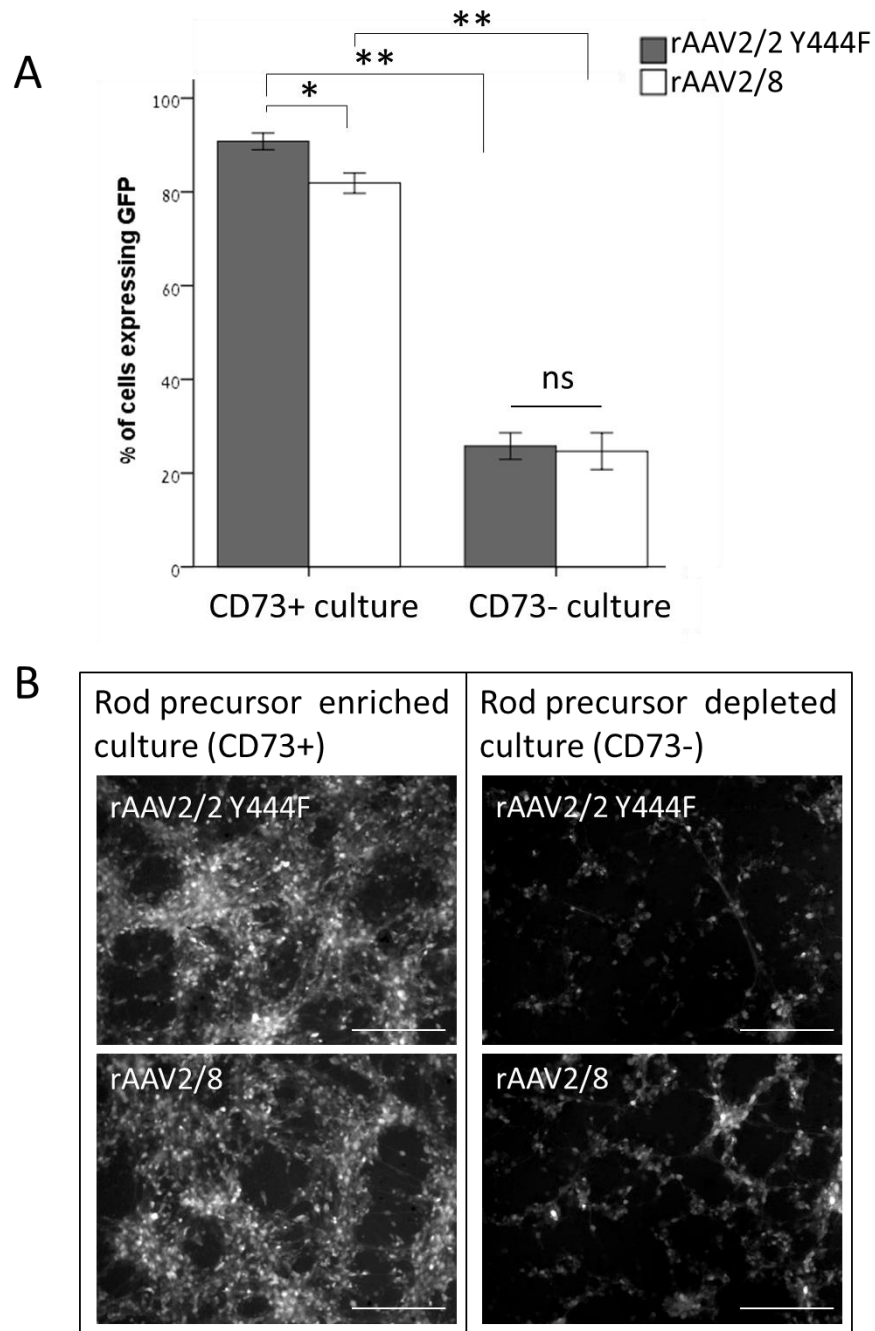 A
**
**
*
rAAV2/2 Y444F
rAAV2/8
% of cells expressing GFP
100
80
60
40
20
0
ns
CD73+ culture
CD73- culture
B
Rod precursor enriched
culture (CD73+)
Rod precursor depleted
culture (CD73-)
rAAV2/2 Y444F
rAAV2/2 Y444F
rAAV2/8
rAAV2/8